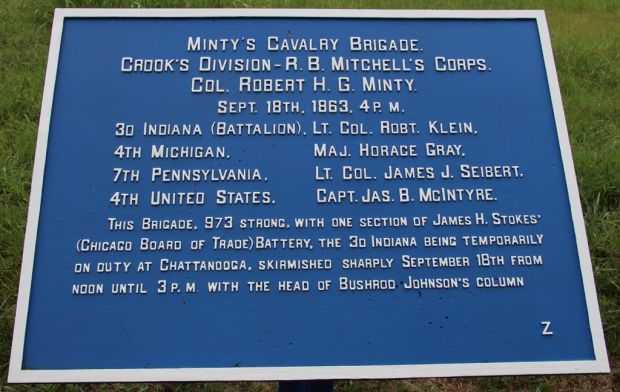 Minty's Cavalry Brigade.
Crook's Division-R. B. Mitchell's Corps.
Col. Robert H. G. Minty.
Sept. 18th, 1863, 4 p. m.
3d Indiana (Battalion), Lt. Col. Robt. Klein.
4th Michigan, Maj. Horace Gray.
7th Pennsylvania, Lt. Col. James J. Seibert.
4th United States, Capt. Jas. B. McIntyre.
This Brigade, 973 strong, with one section of James H. Stokes'
(Chicago Board of Trade) Battery, the 3d Indiana being temporarily
on duty at Chattanooga, skirmished sharply September 18th from
noon until 3 p. m. with the head of Bushrod Johnson's column
Z